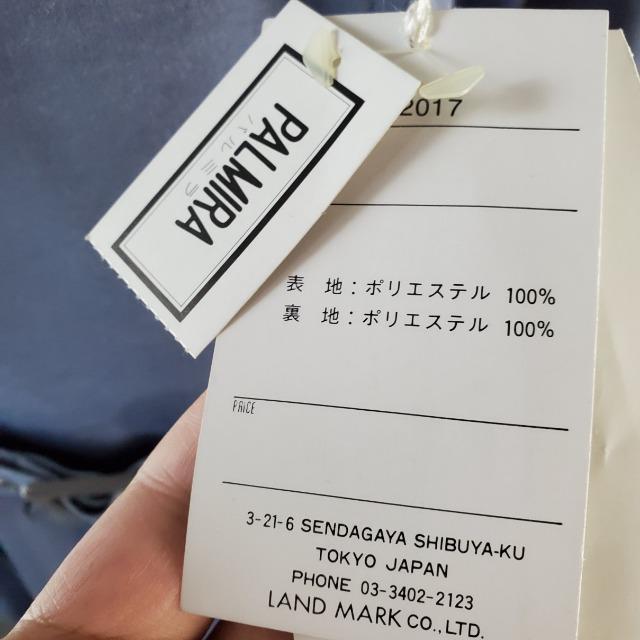 PALMIRA
パルミラ
2017
表 地:ポリエステル 100%
裏 地:ポリエステル 100%
PRICE
3-21-6 SENDAGAYA SHIBUYA-KU
TOKYO JAPAN
PHONE 03-3402-2123
LAND MARK CO., LTD.